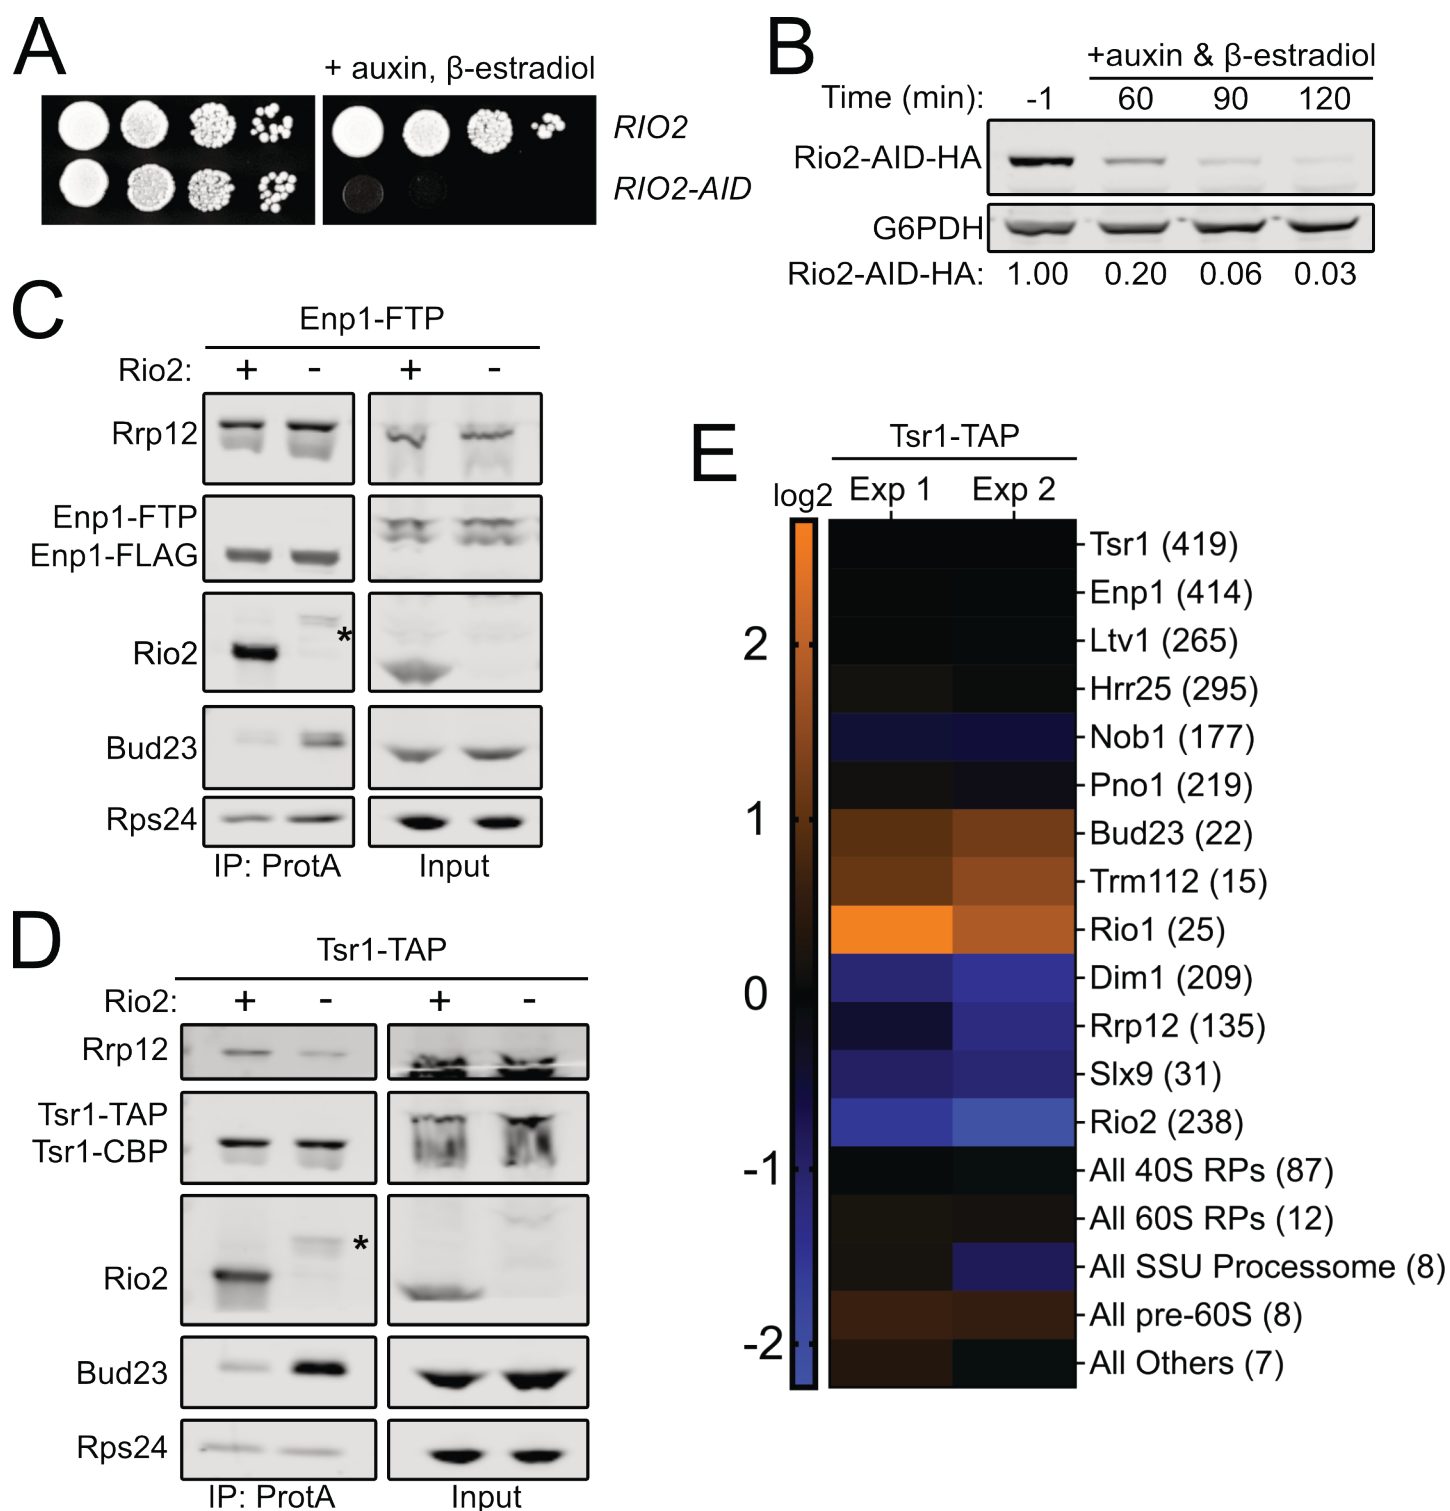 A
+ auxin, β-estradiol
RIO2
RIO2-AID
B
+auxin & β-estradiol
Time (min): -1 60 90 120
Rio2-AID-HA
G6PDH
Rio2-AID-HA: 1.00 0.20 0.06 0.03
C
Enp1-FTP
Rio2: + - + -
Rrp12
Enp1-FTP
Enp1-FLAG
Rio2 *
Bud23
Rps24
IP: ProtA Input
D
Tsr1-TAP
Rio2: + - + -
Rrp12
Tsr1-TAP
Tsr1-CBP
Rio2 *
Bud23
Rps24
IP: ProtA Input
E
Tsr1-TAP
log2 Exp 1 Exp 2
2
1
0
-1
-2
Tsr1 (419)
Enp1 (414)
Ltv1 (265)
Hrr25 (295)
Nob1 (177)
Pno1 (219)
Bud23 (22)
Trm112 (15)
Rio1 (25)
Dim1 (209)
Rrp12 (135)
Slx9 (31)
Rio2 (238)
All 40S RPs (87)
All 60S RPs (12)
All SSU Processome (8)
All pre-60S (8)
All Others (7)